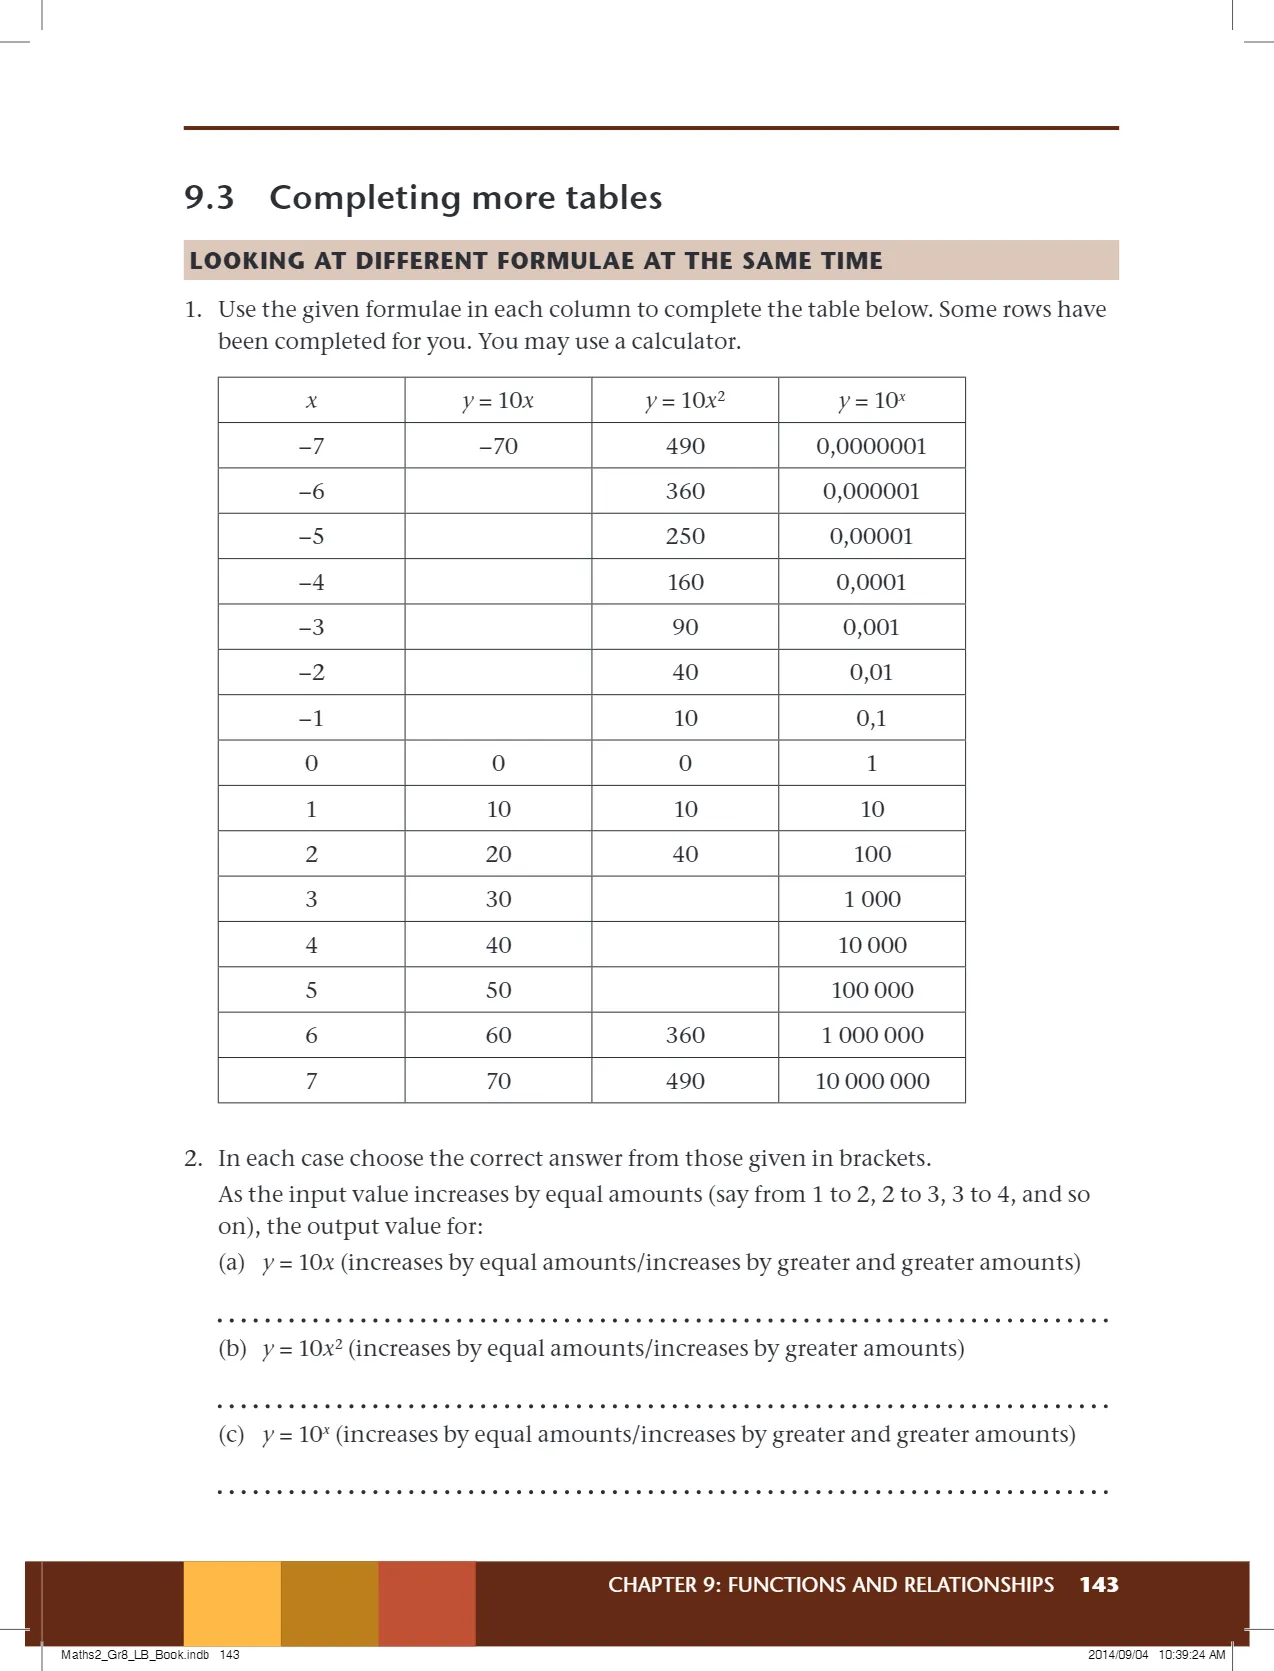 9.3 Completing more tables
LOOKING AT DIFFERENT FORMULAE AT THE SAME TIME
1. Use the given formulae in each column to complete the table below. Some rows have
been completed for you. You may use a calculator.
x y = 10x y = 10x² y = 10ˣ
–7 –70 490 0,0000001
–6 360 0,000001
–5 250 0,00001
–4 160 0,0001
–3 90 0,001
–2 40 0,01
–1 10 0,1
0 0 0 1
1 10 10 10
2 20 40 100
3 30 1 000
4 40 10 000
5 50 100 000
6 60 360 1 000 000
7 70 490 10 000 000
2. In each case choose the correct answer from those given in brackets.
As the input value increases by equal amounts (say from 1 to 2, 2 to 3, 3 to 4, and so
on), the output value for:
(a) y = 10x (increases by equal amounts/increases by greater and greater amounts)
(b) y = 10x² (increases by equal amounts/increases by greater amounts)
(c) y = 10ˣ (increases by equal amounts/increases by greater and greater amounts)
CHAPTER 9: FUNCTIONS AND RELATIONSHIPS 143
Maths2_Gr8_LB_Book.indb 143 2014/09/04 10:39:24 AM